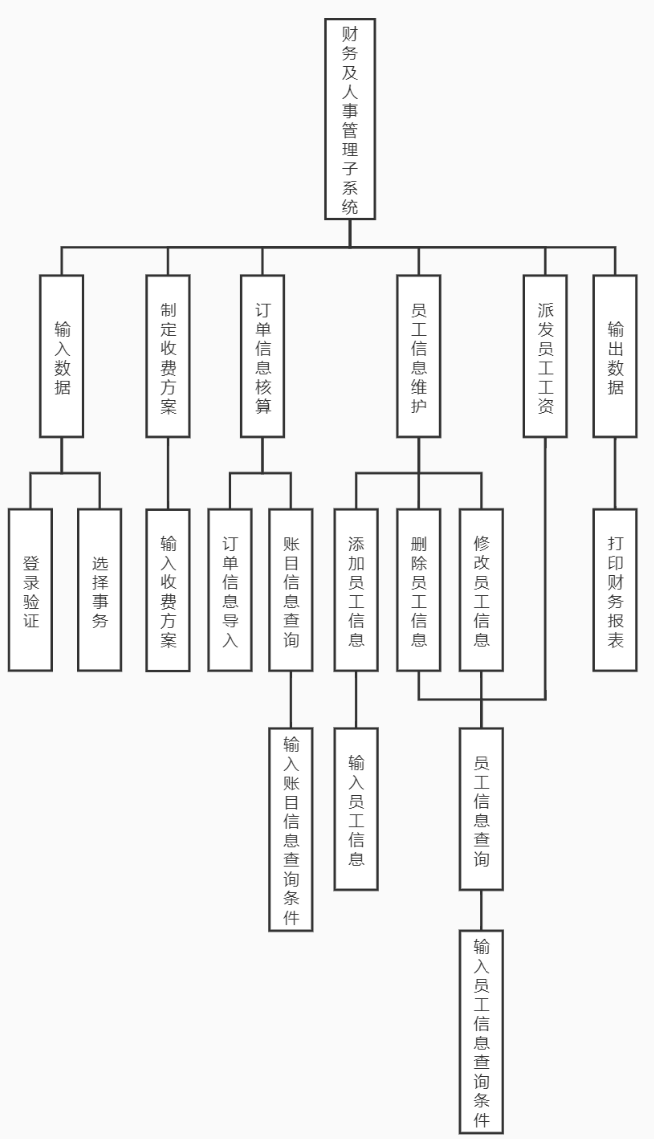 财务及人事管理子系统
输入数据
制定收费方案
订单信息核算
员工信息维护
派发员工工资
输出数据
登录验证
选择事务
输入收费方案
订单信息导入
账目信息查询
添加员工信息
删除员工信息
修改员工信息
打印财务报表
输入账目信息查询条件
输入员工信息
员工信息查询
输入员工信息查询条件